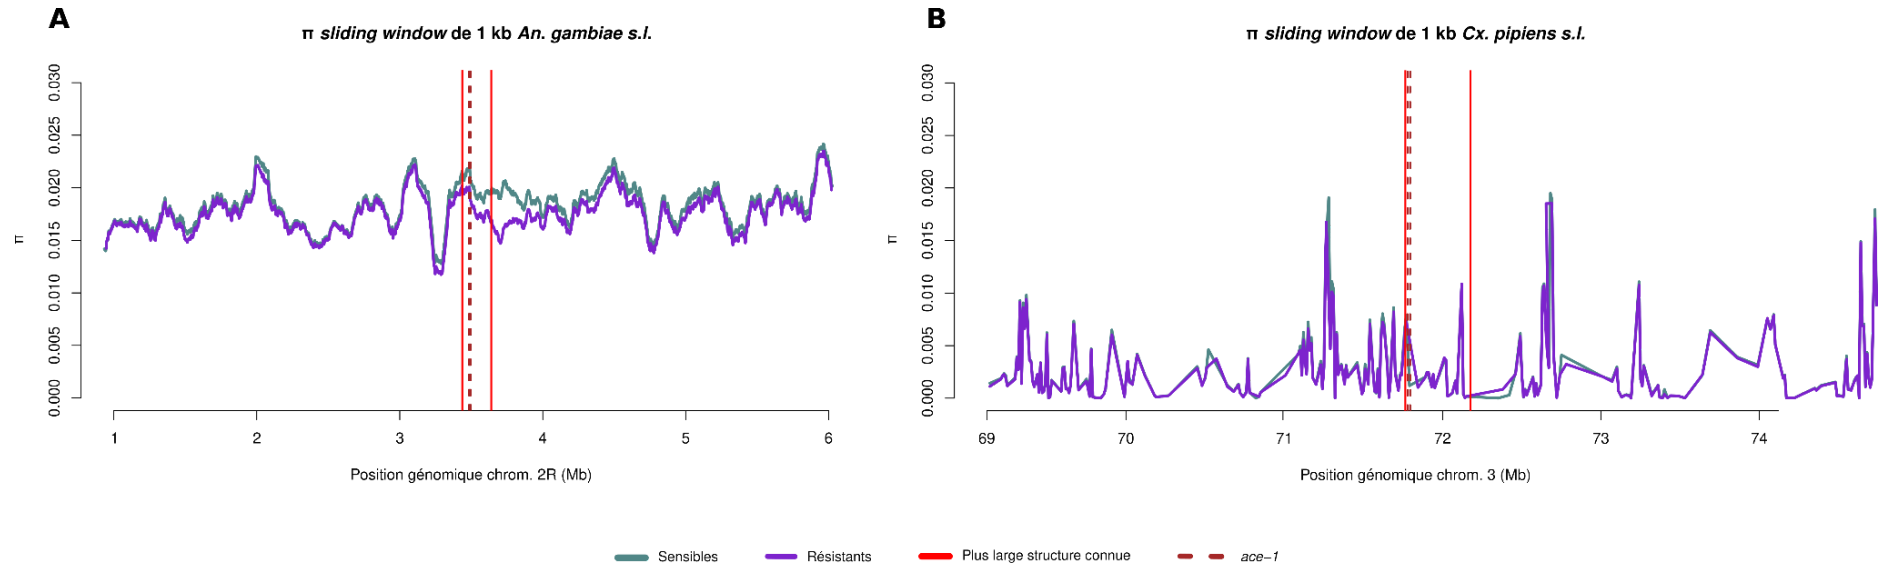 A
π sliding window de 1 kb An. gambiae s.l.
π
0.000 0.005 0.010 0.015 0.020 0.025 0.030
1 2 3 4 5 6
Position génomique chrom. 2R (Mb)
B
π sliding window de 1 kb Cx. pipiens s.l.
π
0.000 0.005 0.010 0.015 0.020 0.025 0.030
69 70 71 72 73 74
Position génomique chrom. 3 (Mb)
Sensibles Résistants Plus large structure connue ace−1